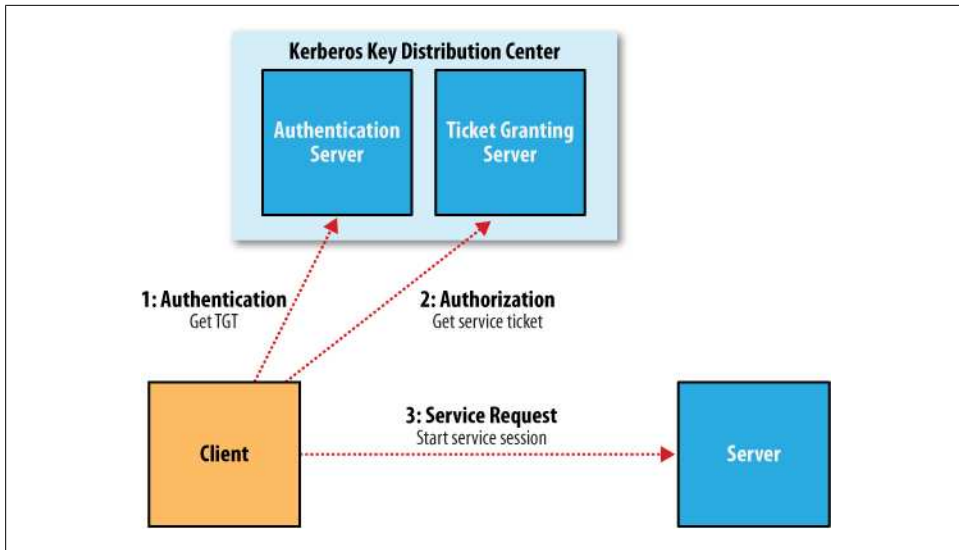 Kerberos Key Distribution Center
Authentication
Server
Ticket Granting
Server
1: Authentication
Get TGT
2: Authorization
Get service ticket
3: Service Request
Start service session
Client
Server